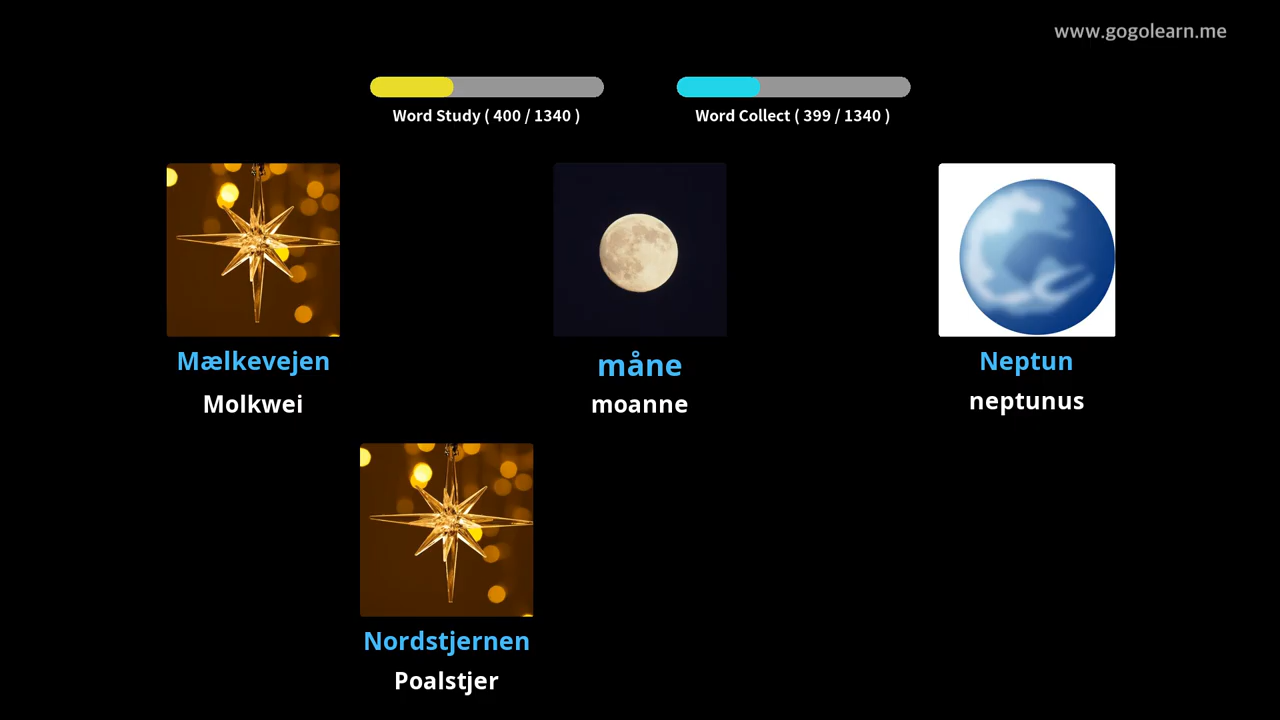 www.gogolearn.me
Word Study ( 400 / 1340 )
Word Collect ( 399 / 1340 )
Mælkevejen
Molkwei
måne
moanne
Neptun
neptunus
Nordstjernen
Poalstjer